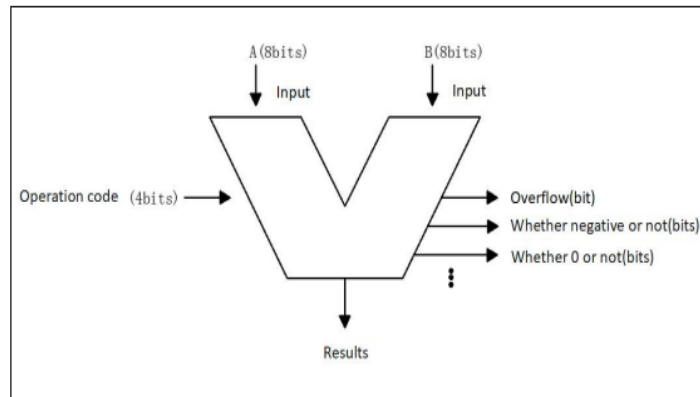 A(8bits)
B(8bits)
Input
Input
Operation code (4bits)
Overflow(bit)
Whether negative or not(bits)
Whether 0 or not(bits)
Results